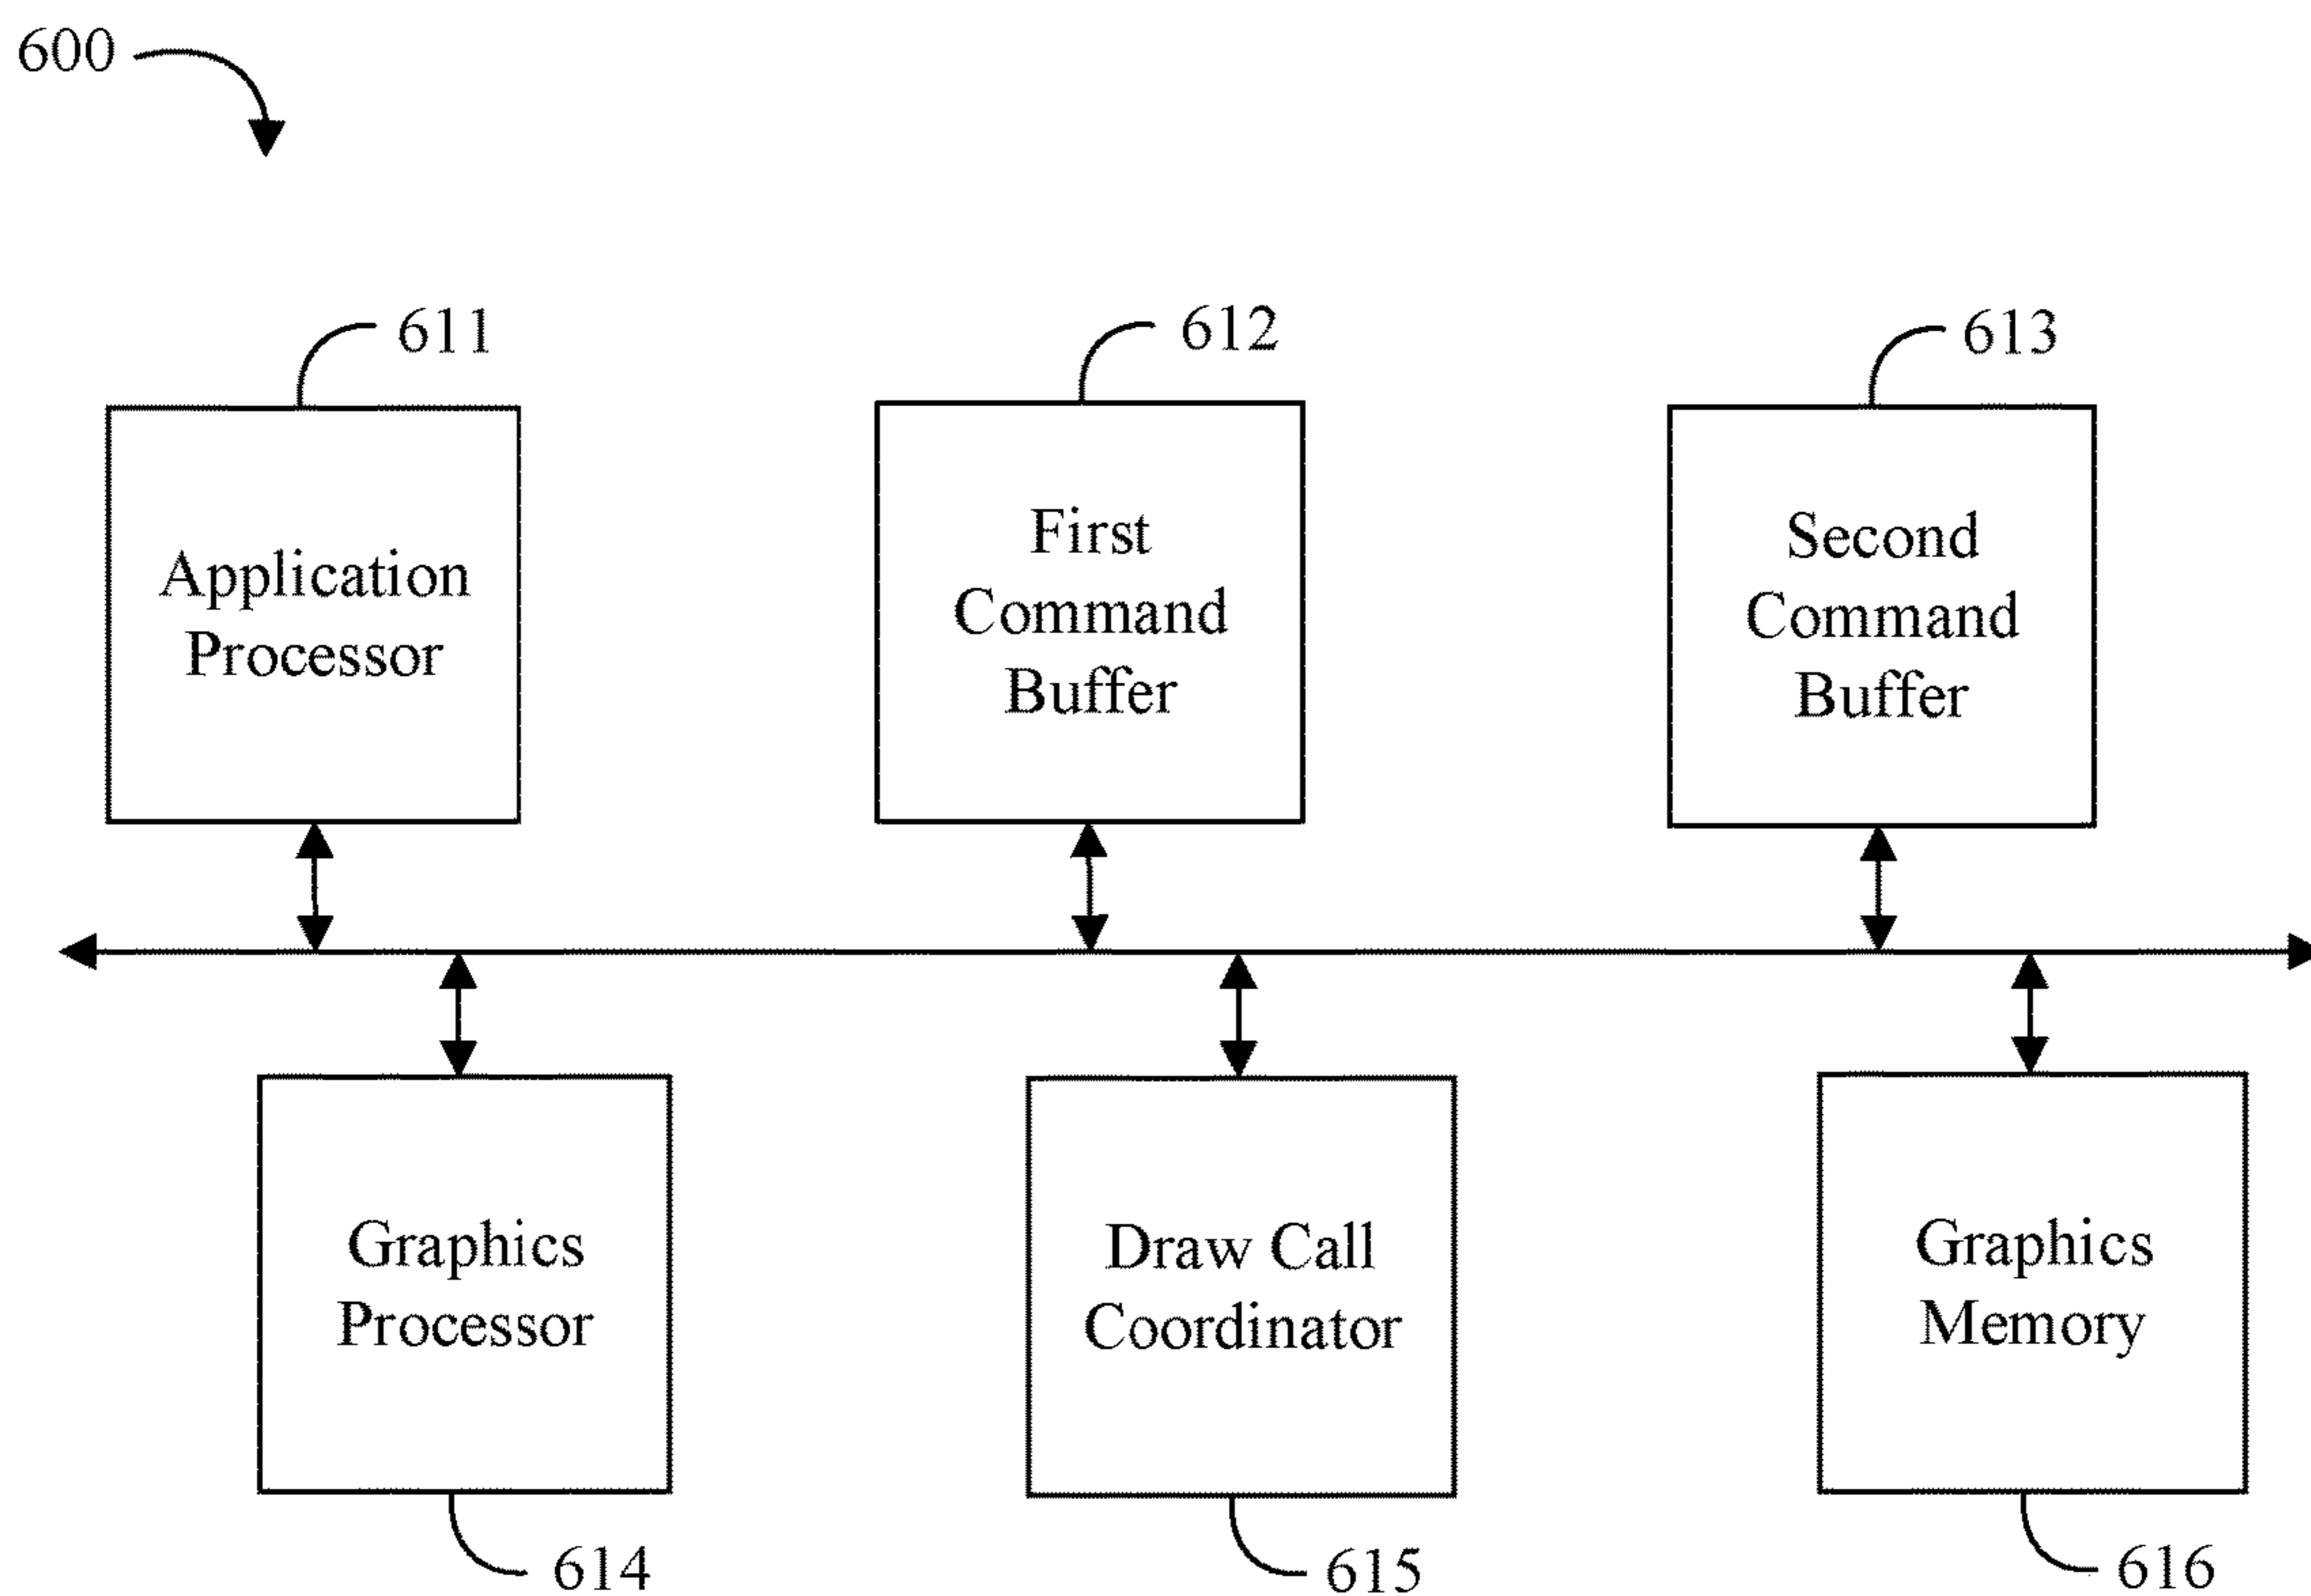 600
611
612
613
Application
Processor
First
Command
Buffer
Second
Command
Buffer
Graphics
Processor
Draw Call
Coordinator
Graphics
Memory
614
615
616